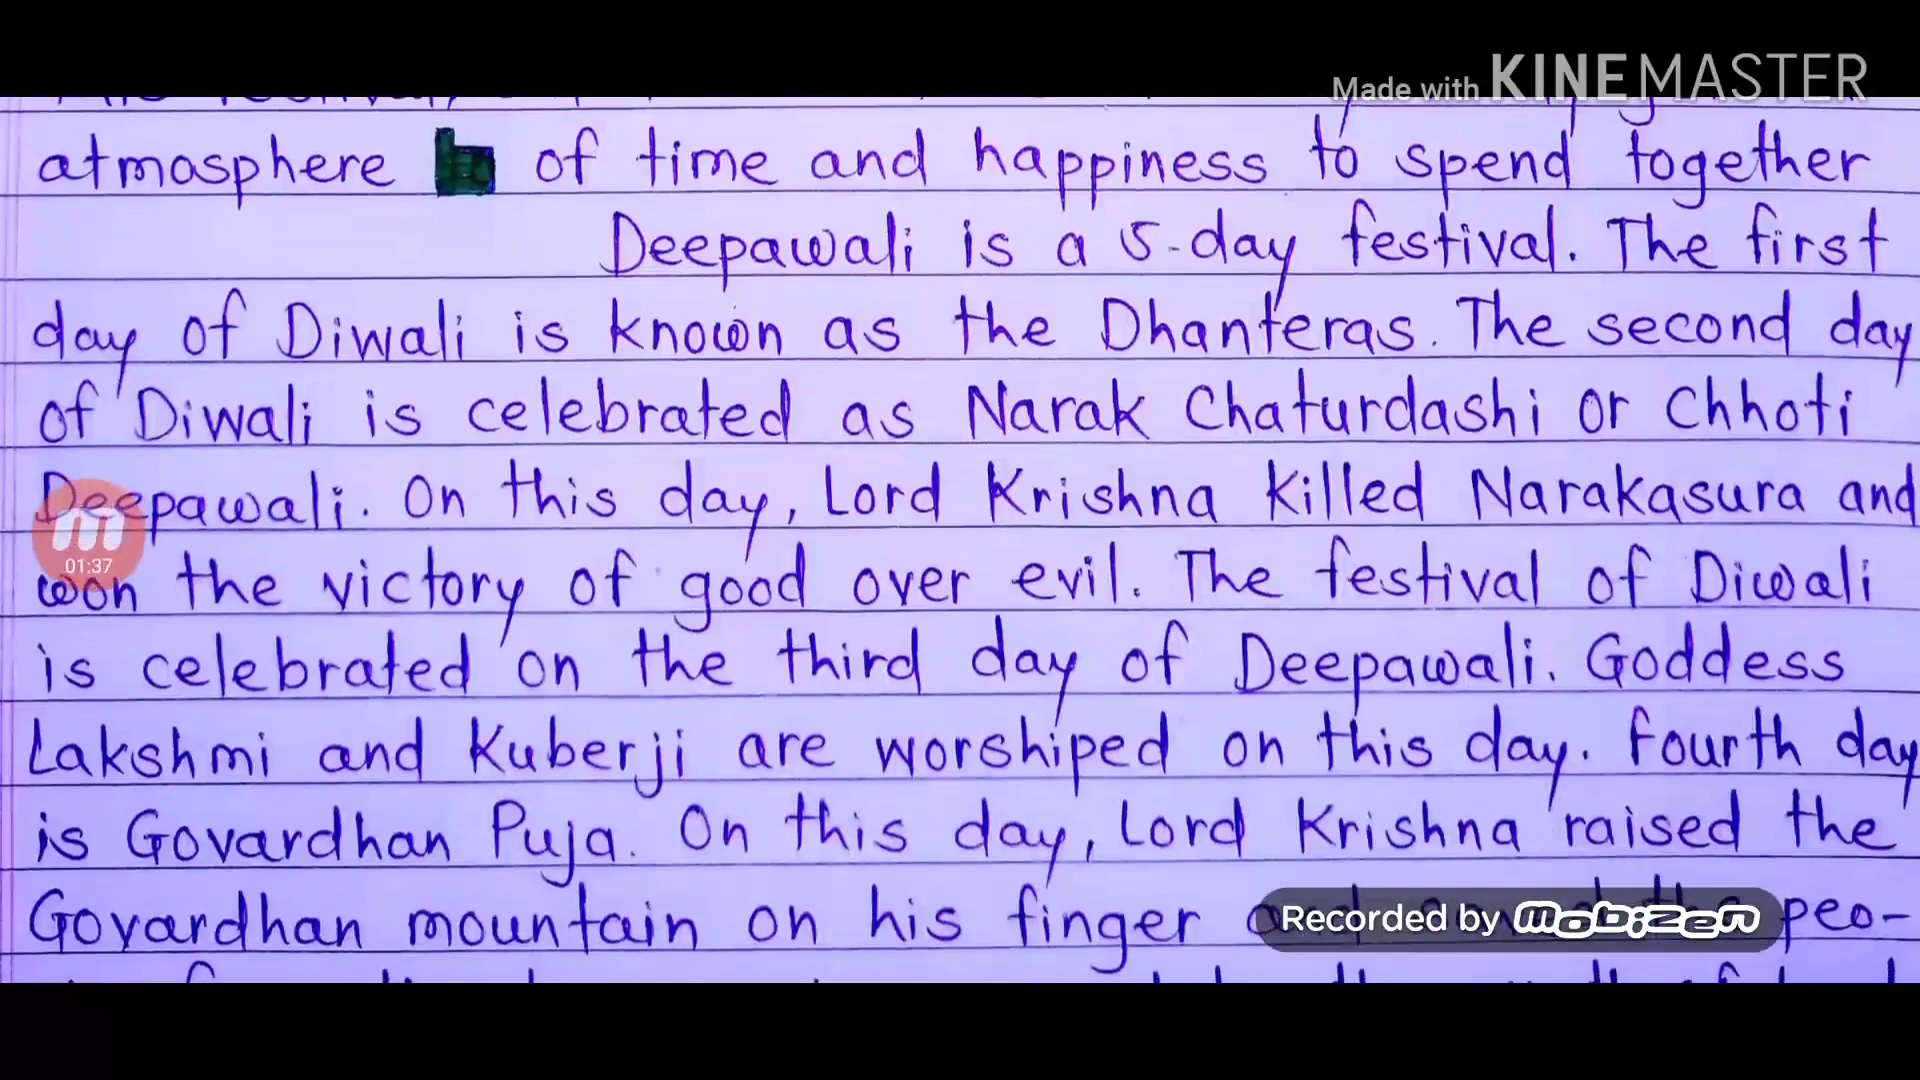 Made with KINEMASTER
atmosphere of time and happiness to spend together
Deepawali is a 5-day festival. The first
day of Diwali is known as the Dhanteras. The second day
of Diwali is celebrated as Narak Chaturdashi or Chhoti
Deepawali. On this day, Lord Krishna killed Narakasura and
won the victory of good over evil. The festival of Diwali
01:37
is celebrated on the third day of Deepawali. Goddess
Lakshmi and Kuberji are worshiped on this day. Fourth day
is Govardhan Puja. On this day, Lord Krishna raised the
Govardhan mountain on his finger and the peo-
Recorded by mobizen